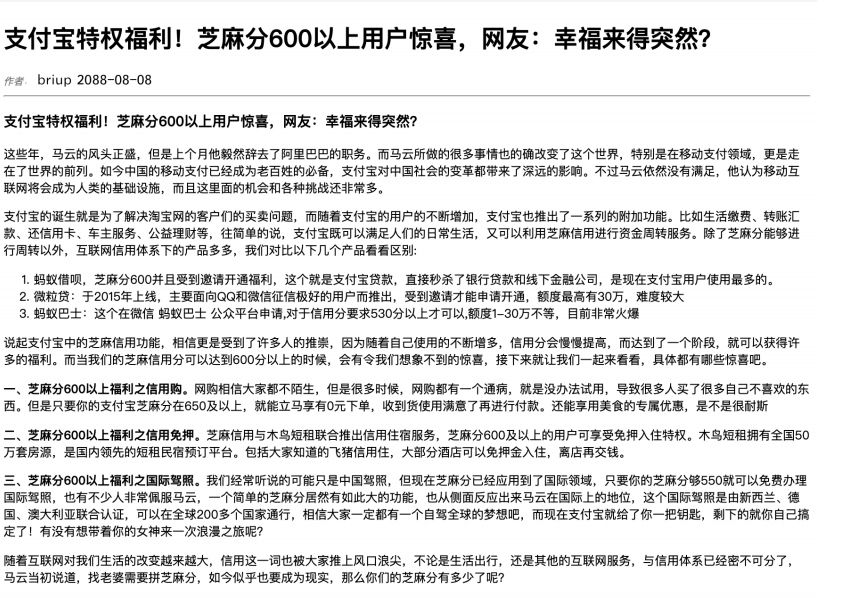 支付宝特权福利！芝麻分600以上用户惊喜，网友：幸福来得突然？
作者： briup 2088-08-08
支付宝特权福利！芝麻分600以上用户惊喜，网友：幸福来得突然？
这些年，马云的风头正盛，但是上个月他毅然辞去了阿里巴巴的职务。而马云所做的很多事情也的确改变了这个世界，特别是在移动支付领域，更是走
在了世界的前列。如今中国的移动支付已经成为老百姓的必备，支付宝对中国社会的变革都带来了深远的影响。不过马云依然没有满足，他认为移动互
联网将会成为人类的基础设施，而且这里面的机会和各种挑战还非常多。
支付宝的诞生就是为了解决淘宝网的客户们的买卖问题，而随着支付宝的用户的不断增加，支付宝也推出了一系列的附加功能。比如生活缴费、转账汇
款、还信用卡、车主服务、公益理财等，往简单的说，支付宝既可以满足人们的日常生活，又可以利用芝麻信用进行资金周转服务。除了芝麻分能够进
行周转以外，互联网信用体系下的产品多多，我们对比以下几个产品看看区别:
1. 蚂蚁借呗，芝麻分600并且受到邀请开通福利，这个就是支付宝贷款，直接秒杀了银行贷款和线下金融公司，是现在支付宝用户使用最多的。
2. 微粒贷：于2015年上线，主要面向QQ和微信征信极好的用户而推出，受到邀请才能申请开通，额度最高有30万，难度较大
3. 蚂蚁巴士：这个在微信 蚂蚁巴士 公众平台申请,对于信用分要求530分以上才可以,额度1-30万不等，目前非常火爆
说起支付宝中的芝麻信用功能，相信更是受到了许多人的推崇，因为随着自己使用的不断增多，信用分会慢慢提高，而达到了一个阶段，就可以获得许
多的福利。而当我们的芝麻信用分可以达到600分以上的时候，会有令我们想象不到的惊喜，接下来就让我们一起来看看，具体都有哪些惊喜吧。
一、芝麻分600以上福利之信用购。网购相信大家都不陌生，但是很多时候，网购都有一个通病，就是没办法试用，导致很多人买了很多自己不喜欢的东
西。但是只要你的支付宝芝麻分在650及以上，就能立马享有0元下单，收到货使用满意了再进行付款。还能享用美食的专属优惠，是不是很耐斯
二、芝麻分600以上福利之信用免押。芝麻信用与木鸟短租联合推出信用住宿服务，芝麻分600及以上的用户可享受免押入住特权。木鸟短租拥有全国50
万套房源，是国内领先的短租民宿预订平台。包括大家知道的飞猪信用住，大部分酒店可以免押金入住，离店再交钱。
三、芝麻分600以上福利之国际驾照。我们经常听说的可能只是中国驾照，但现在芝麻分已经应用到了国际领域，只要你的芝麻分够550就可以免费办理
国际驾照，也有不少人非常佩服马云，一个简单的芝麻分居然有如此大的功能，也从侧面反应出来马云在国际上的地位，这个国际驾照是由新西兰、德
国、澳大利亚联合认证，可以在全球200多个国家通行，相信大家一定都有一个自驾全球的梦想吧，而现在支付宝就给了你一把钥匙，剩下的就你自己搞
定了！有没有想带着你的女神来一次浪漫之旅呢？
随着互联网对我们生活的改变越来越大，信用这一词也被大家推上风口浪尖，不论是生活出行，还是其他的互联网服务，与信用体系已经密不可分了，
马云当初说道，找老婆需要拼芝麻分，如今似乎也要成为现实，那么你们的芝麻分有多少了呢？